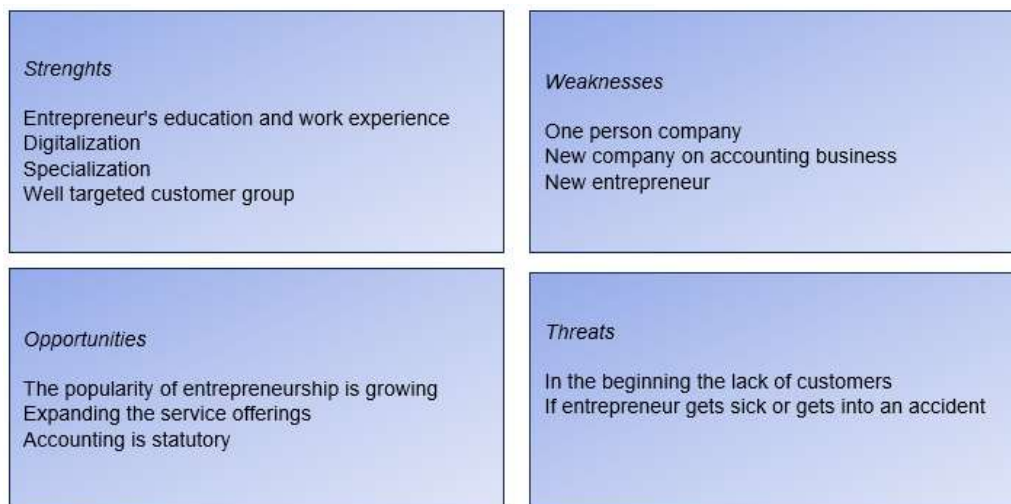 Strenghts
Entrepreneur's education and work experience
Digitalization
Specialization
Well targeted customer group
Weaknesses
One person company
New company on accounting business
New entrepreneur
Opportunities
The popularity of entrepreneurship is growing
Expanding the service offerings
Accounting is statutory
Threats
In the beginning the lack of customers
If entrepreneur gets sick or gets into an accident